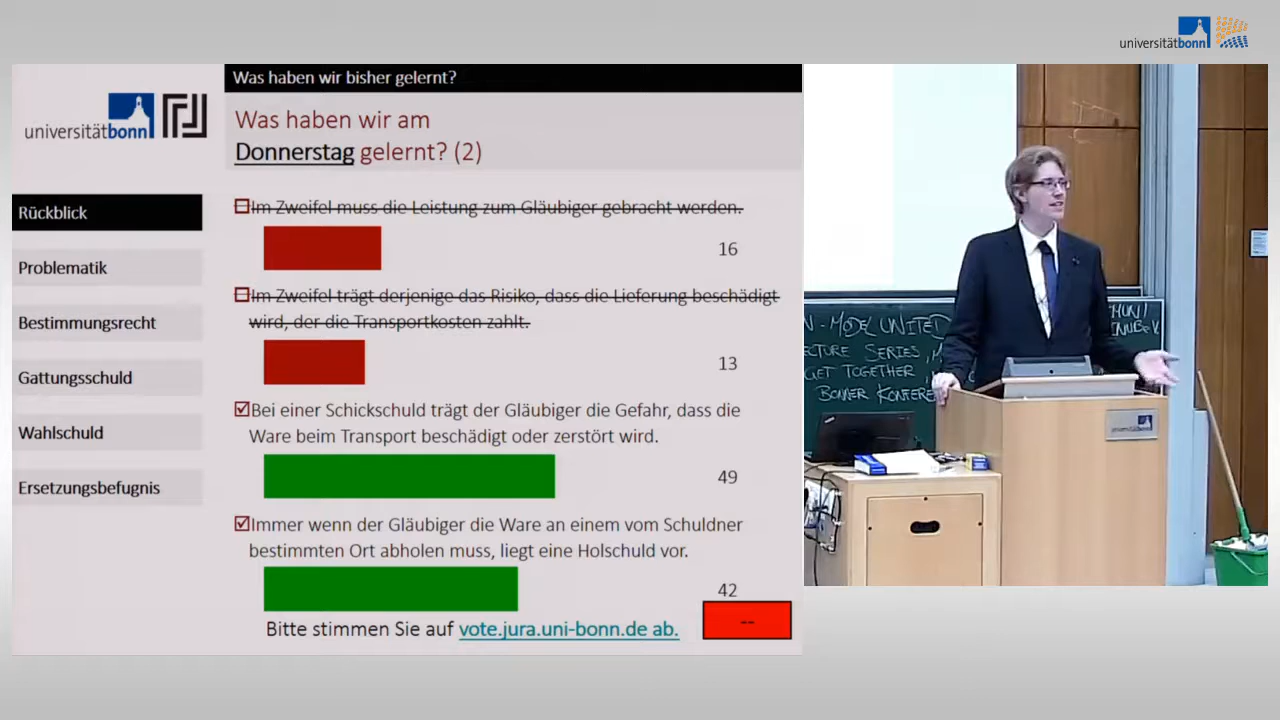 universitätbonn
Was haben wir bisher gelernt?
universitätbonn
Was haben wir am
Donnerstag gelernt? (2)
Rückblick
Problematik
Bestimmungsrecht
Gattungsschuld
Wahlschuld
Ersetzungsbefugnis
Im Zweifel muss die Leistung zum Gläubiger gebracht werden.
16
Im Zweifel trägt derjenige das Risiko, dass die Lieferung beschädigt
wird, der die Transportkosten zahlt.
13
Bei einer Schickschuld trägt der Gläubiger die Gefahr, dass die
Ware beim Transport beschädigt oder zerstört wird.
49
Immer wenn der Gläubiger die Ware an einem vom Schuldner
bestimmten Ort abholen muss, liegt eine Holschuld vor.
42
Bitte stimmen Sie auf vote.jura.uni-bonn.de ab.
--
N - MODEL UNITED
ECTURE SERIES, M
GET TOGETHER,
BONNER KONFERE
universitätbonn